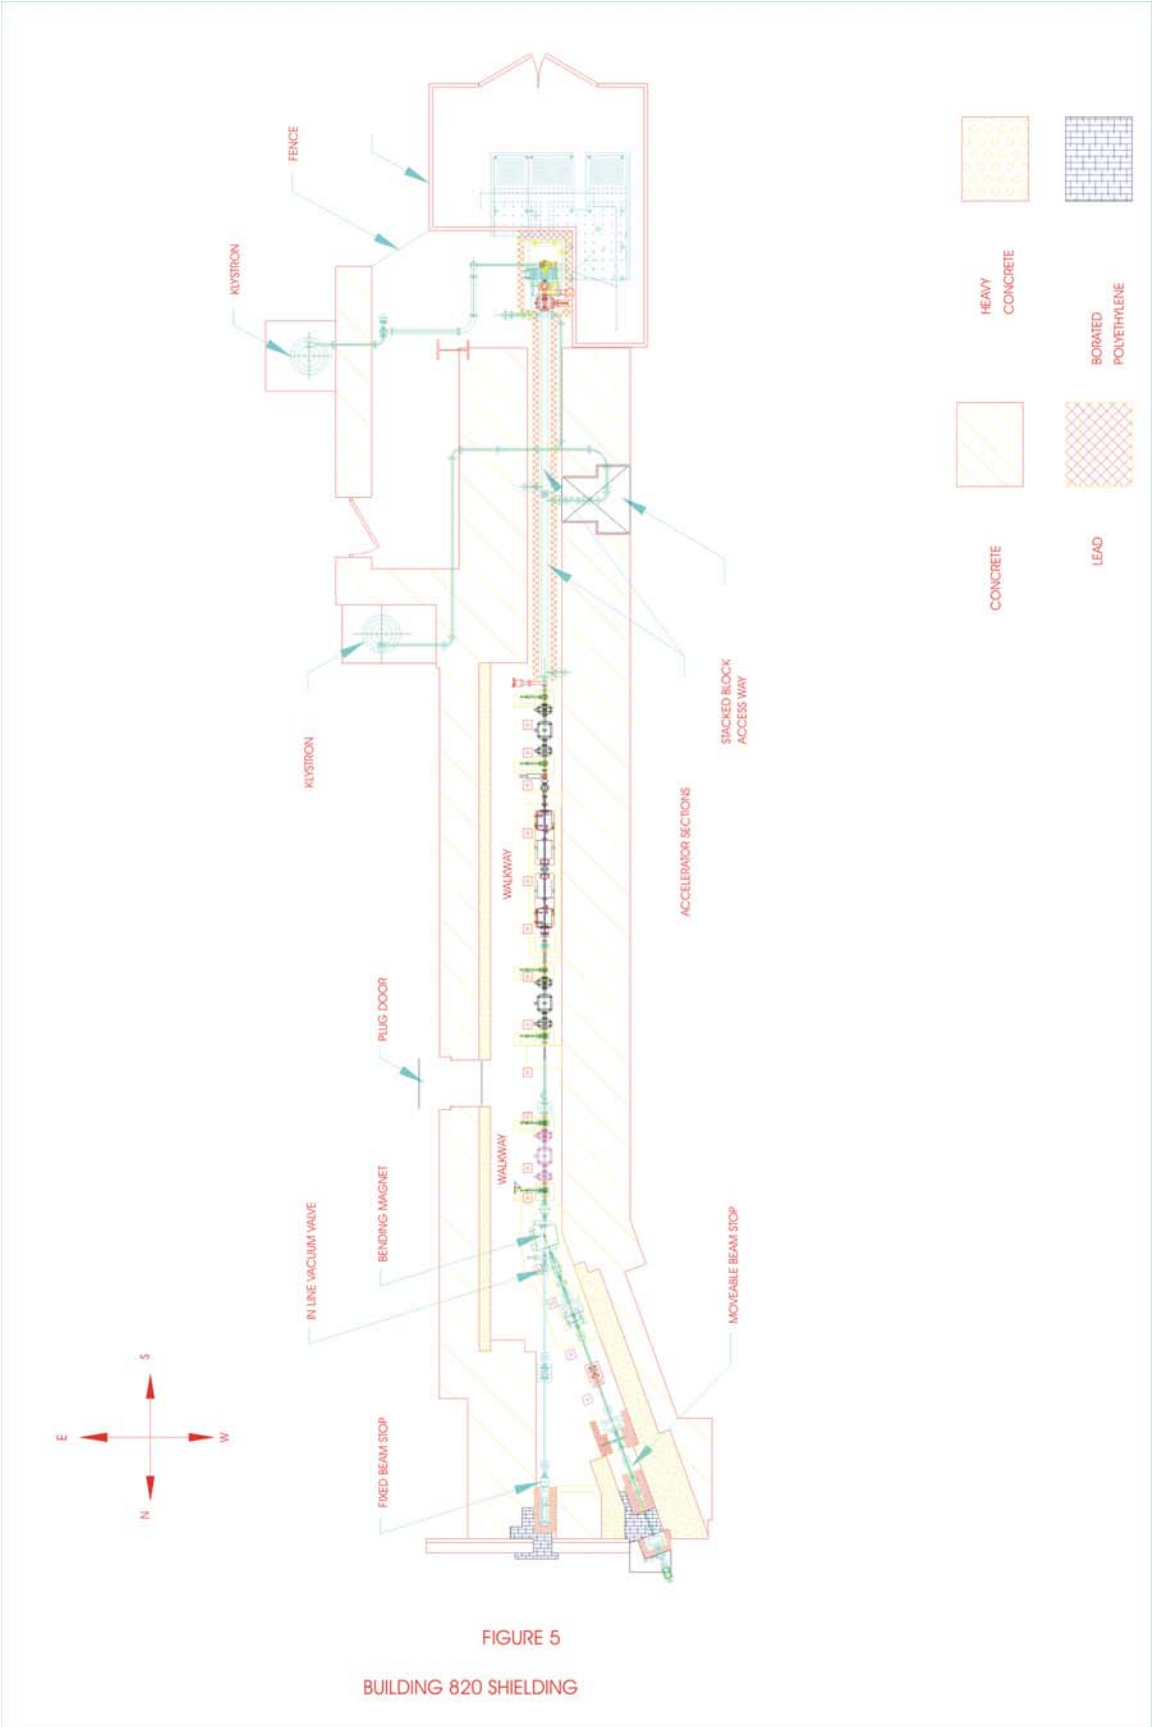 FENCE
KLYSTRON
HEAVY
CONCRETE
BORATED
POLYETHYLENE
CONCRETE
LEAD
KLYSTRON
STACKED BLOCK
ACCESS WAY
WALKWAY
ACCELERATOR SECTIONS
PLUG DOOR
WALKWAY
BENDING MAGNET
IN LINE VACUUM VALVE
MOVEABLE BEAM STOP
S
E
W
N
FIXED BEAM STOP
FIGURE 5
BUILDING 820 SHIELDING